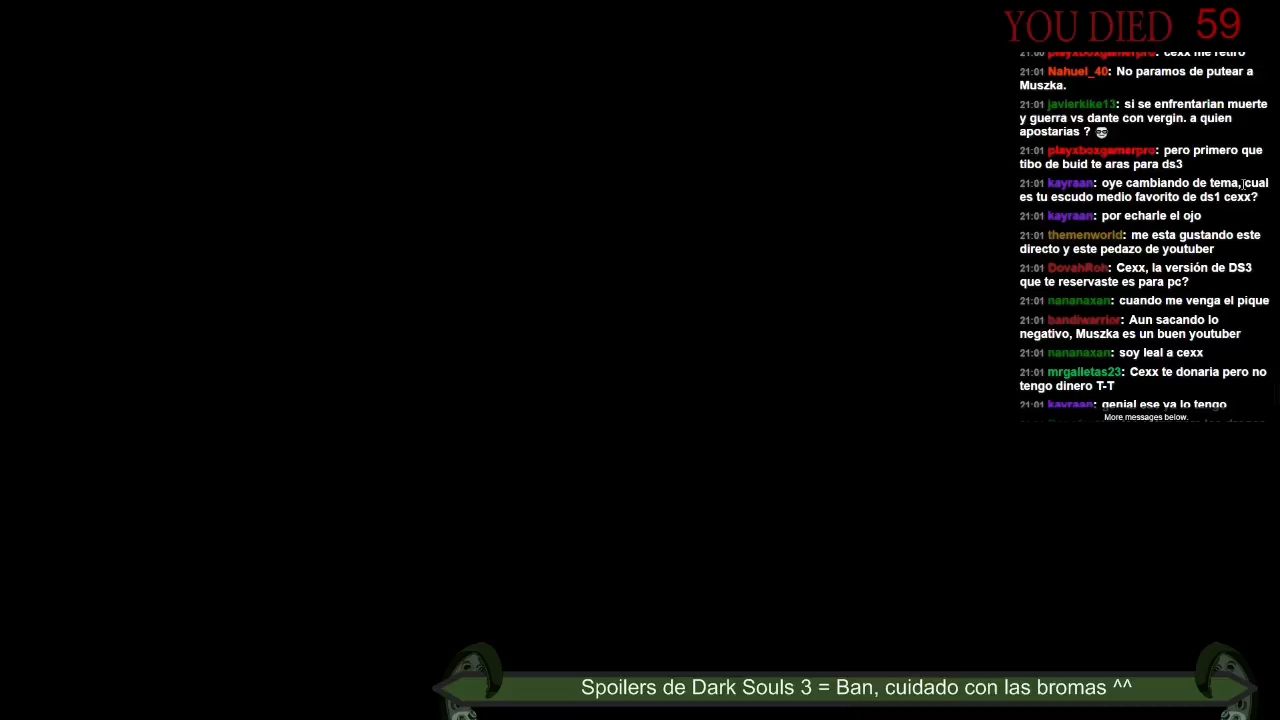 YOU DIED 59
21:00 playxboxgamerpro: cexx me retiro
21:01 Nahuel_40: No paramos de putear a
Muszka.
21:01 javierkike13: si se enfrentarian muerte
y guerra vs dante con vergin. a quien
apostarias ?
21:01 playxboxgamerpro: pero primero que
tibo de buid te aras para ds3
21:01 kayraan: oye cambiando de tema, cual
es tu escudo medio favorito de ds1 cexx?
21:01 kayraan: por echarle el ojo
21:01 themenworld: me esta gustando este
directo y este pedazo de youtuber
21:01 DovahRoh: Cexx, la versión de DS3
que te reservaste es para pc?
21:01 nananaxan: cuando me venga el pique
21:01 bandiwarrior: Aun sacando lo
negativo, Muszka es un buen youtuber
21:01 nananaxan: soy leal a cexx
21:01 mrgalletas23: Cexx te donaria pero no
tengo dinero T-T
21:01 kayraan: genial ese ya lo tengo
More messages below.
Spoilers de Dark Souls 3 = Ban, cuidado con las bromas ^^